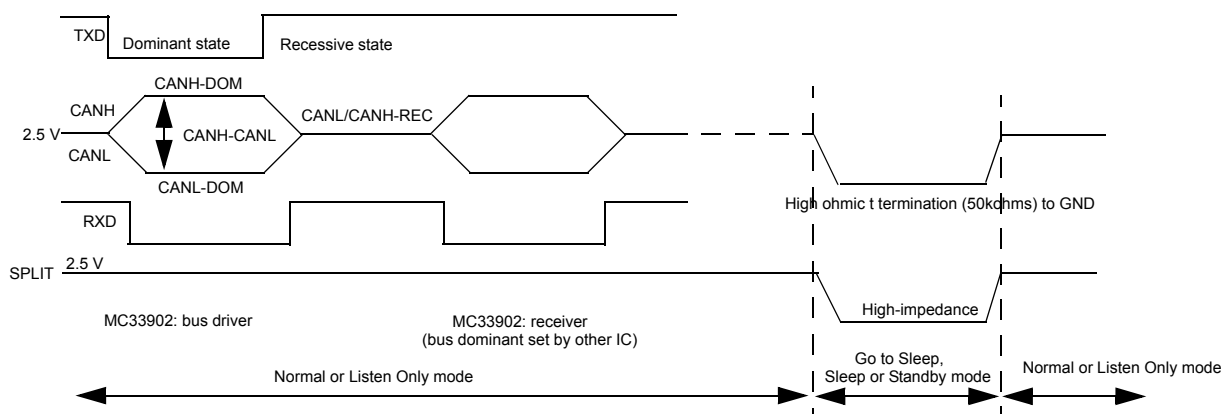 TXD
Dominant state
Recessive state
CANH-DOM
CANH
CANL/CANH-REC
2.5 V
CANH-CANL
CANL
CANL-DOM
High ohmic t termination (50kohms) to GND
RXD
2.5 V
SPLIT
High-impedance
MC33902: bus driver
MC33902: receiver
(bus dominant set by other IC)
Go to Sleep,
Sleep or Standby mode
Normal or Listen Only mode
Normal or Listen Only mode